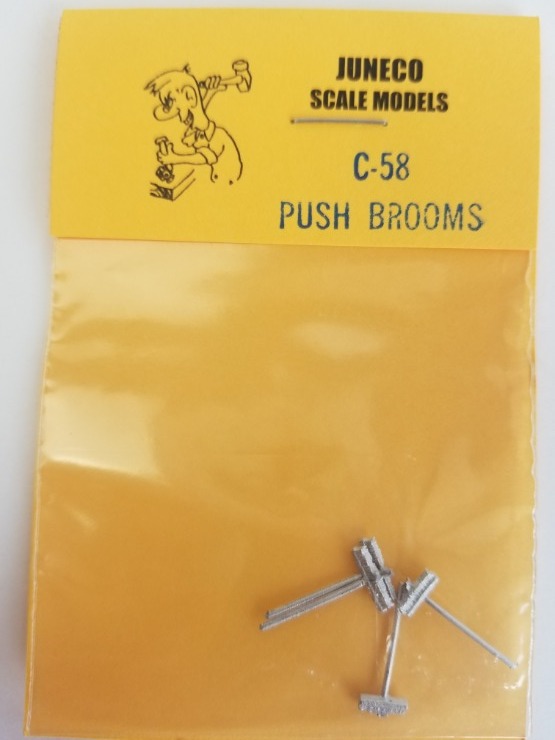 JUNECO
SCALE MODELS
C-58
PUSH BROOMS